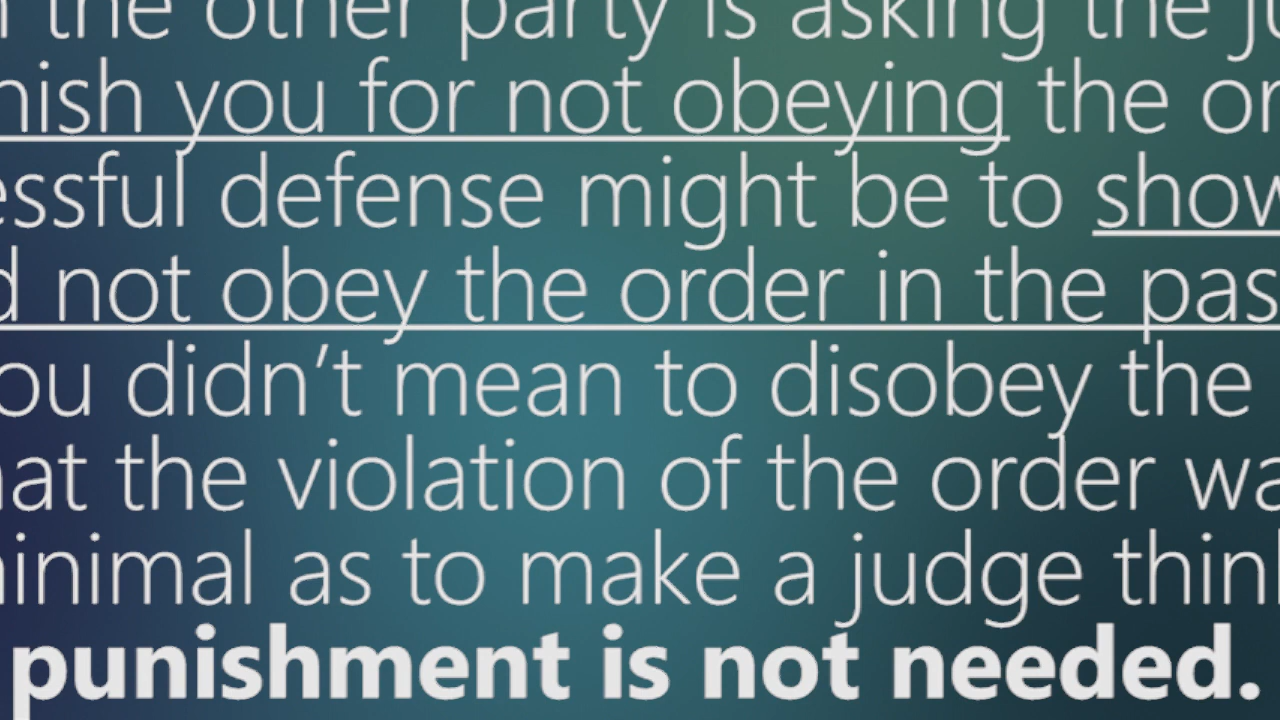 the other party is asking the
nish you for not obeying the or
essful defense might be to show
d not obey the order in the pas
ou didn’t mean to disobey the
hat the violation of the order wa
minimal as to make a judge think
punishment is not needed.